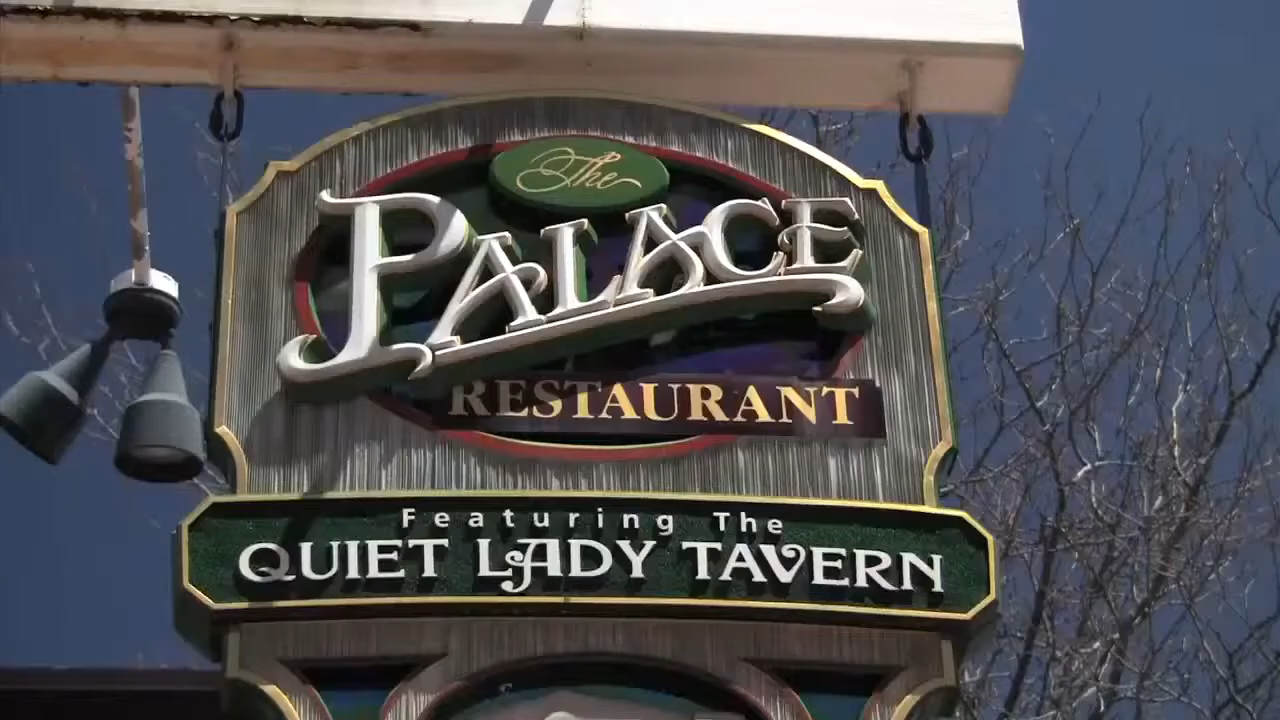 The
PALACE
RESTAURANT
Featuring The
QUIET LADY TAVERN